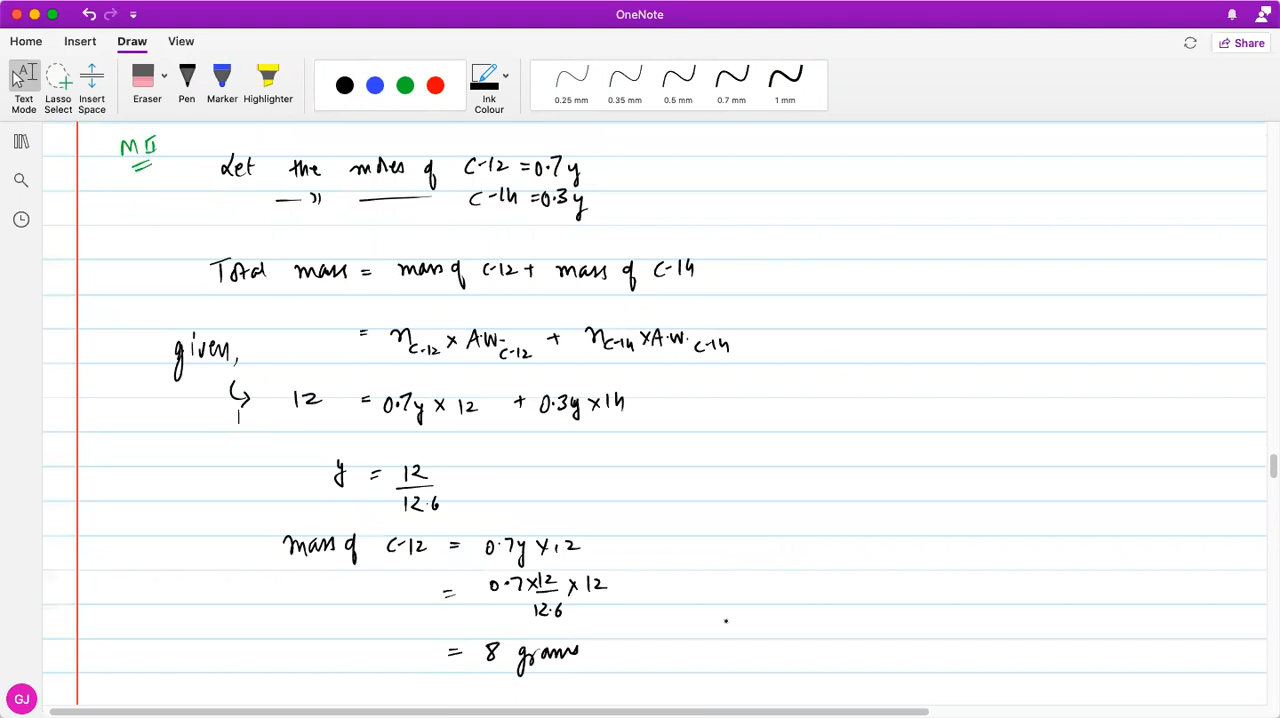 OneNote
Home Insert Draw View
Share
Text Mode
Lasso Select
Insert Space
Eraser
Pen
Marker
Highlighter
Ink Colour
0.25 mm
0.35 mm
0.5 mm
0.7 mm
1 mm
M II
Let the moles of C-12 = 0.7y
— " — C-14 = 0.3y
Total mass = mass of C-12 + mass of C-14
= n C-12 × A.W. C-12 + n C-14 × A.W. C-14
given,
12 = 0.7y × 12 + 0.3y × 14
y = 12/12.6
mass of C-12 = 0.7y × 12
= 0.7 × 12/12.6 × 12
= 8 grams
GJ